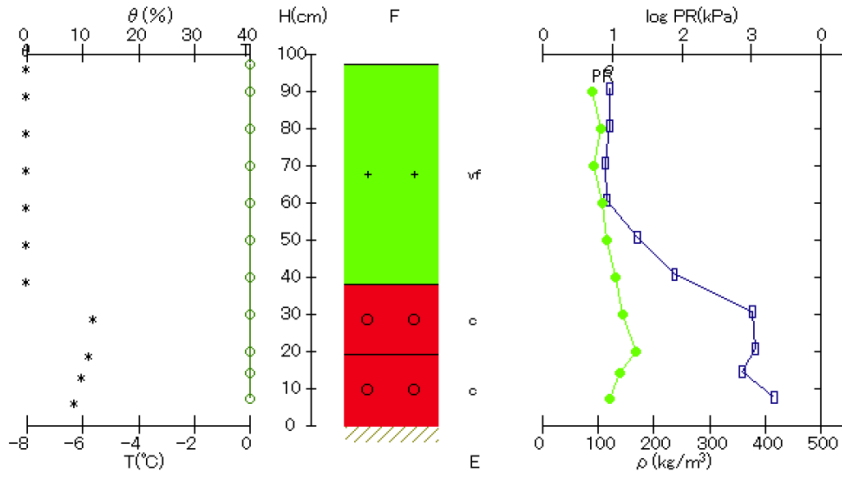 θ(%) H(cm) F log PR(kPa)
0 10 20 30 40 0 1 2 3 0
θ T 100
PR ρ
90
80
70
+ + vf
60
50
40
30 c
20
10 c
0
-8 -6 -4 -2 0 0 100 200 300 400 500
T(℃) E ρ(kg/m³)